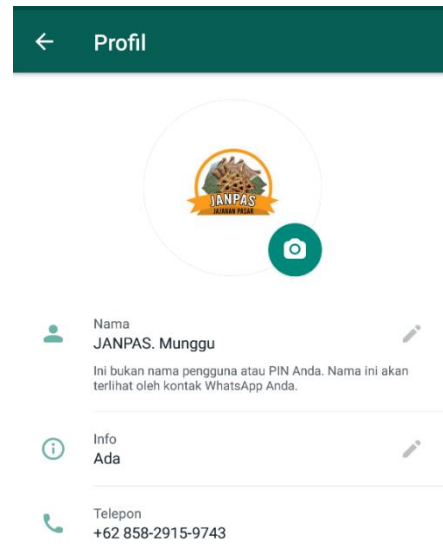 Profil
JANPAS
JAJANAN PASAR
Nama
JANPAS. Munggu
Ini bukan nama pengguna atau PIN Anda. Nama ini akan
terlihat oleh kontak WhatsApp Anda.
Info
Ada
Telepon
+62 858-2915-9743